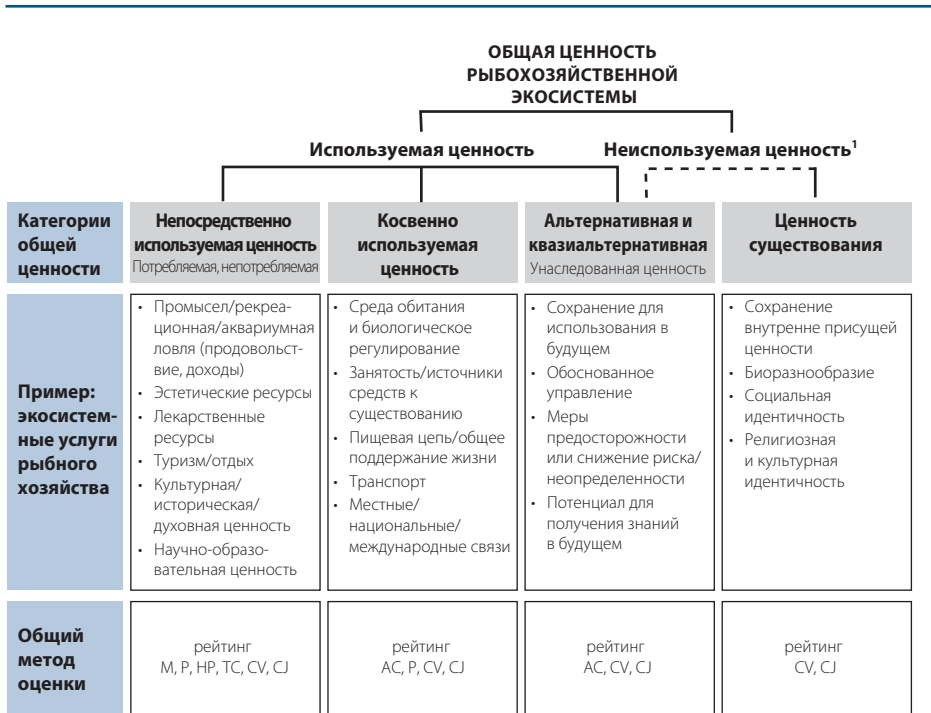 ОБЩАЯ ЦЕННОСТЬ
РЫБОХОЗЯЙСТВЕННОЙ
ЭКОСИСТЕМЫ
Используемая ценность
Неиспользуемая ценность¹
Категории
общей
ценности
Непосредственно
используемая ценность
Потребляемая, непотребляемая
Косвенно
используемая
ценность
Альтернативная и
квазиальтернативная
Унаследованная ценность
Ценность
существования
Пример:
экосистем-
ные услуги
рыбного
хозяйства
• Промысел/рекреа-
ционная/аквариумная
ловля (продовольст-
вие, доходы)
• Эстетические ресурсы
• Лекарственные
ресурсы
• Туризм/отдых
• Культурная/
историческая/
духовная ценность
• Научно-образо-
вательная ценность
• Среда обитания
и биологическое
регулирование
• Занятость/источники
средств к
существованию
• Пищевая цепь/общее
поддержание жизни
• Транспорт
• Местные/
национальные/
международные связи
• Сохранение для
использования в
будущем
• Обоснованное
управление
• Меры
предосторожности
или снижение риска/
неопределенности
• Потенциал для
получения знаний
в будущем
• Сохранение
внутренне присущей
ценности
• Биоразнообразие
• Социальная
идентичность
• Религиозная
и культурная
идентичность
Общий
метод
оценки
рейтинг
M, P, HP, TC, CV, CJ
рейтинг
AC, P, CV, CJ
рейтинг
AC, CV, CJ
рейтинг
CV, CJ